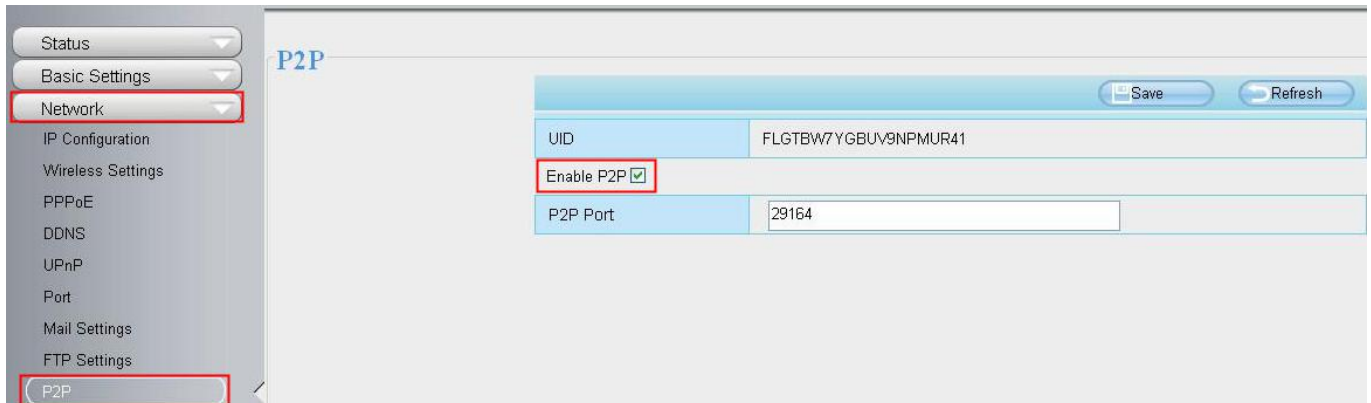 Status
Basic Settings
Network
IP Configuration
Wireless Settings
PPPoE
DDNS
UPnP
Port
Mail Settings
FTP Settings
P2P
P2P
Save Refresh
UID FLGTBW7YGBUV9NPMUR41
Enable P2P
P2P Port 29164